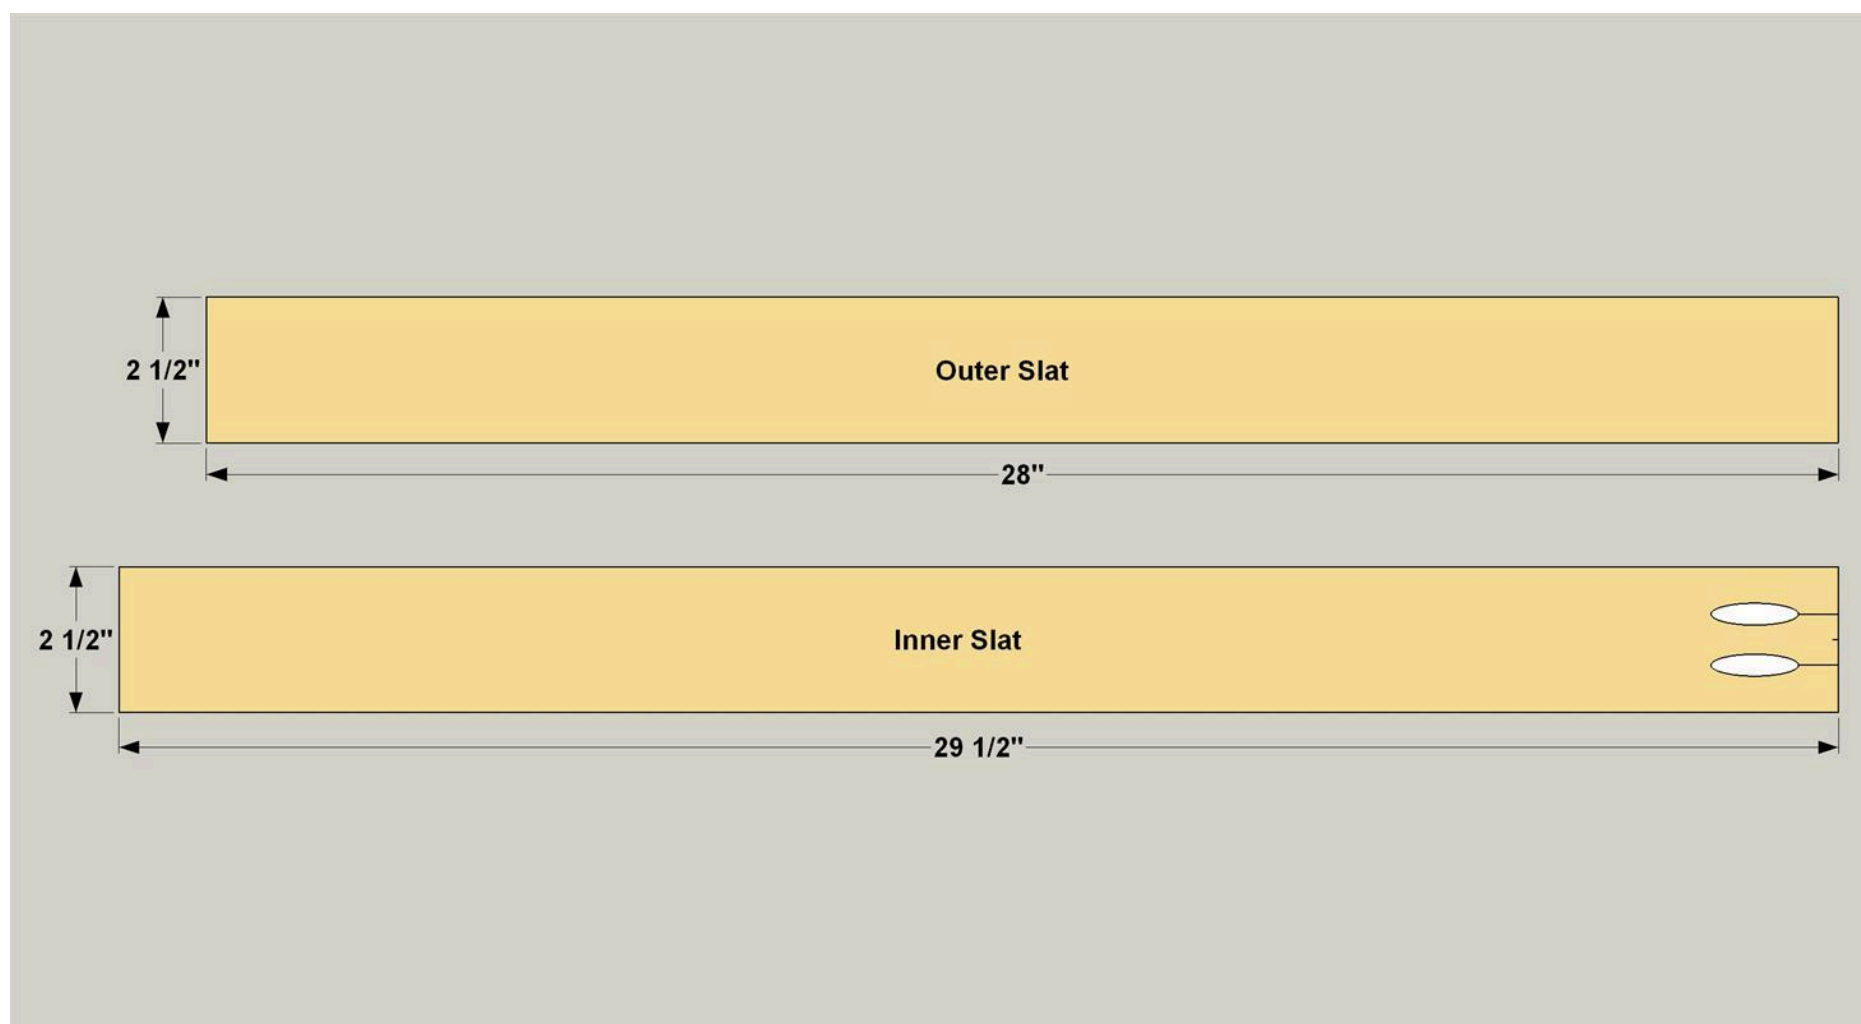 2 1/2"
Outer Slat
28"
2 1/2"
Inner Slat
29 1/2"